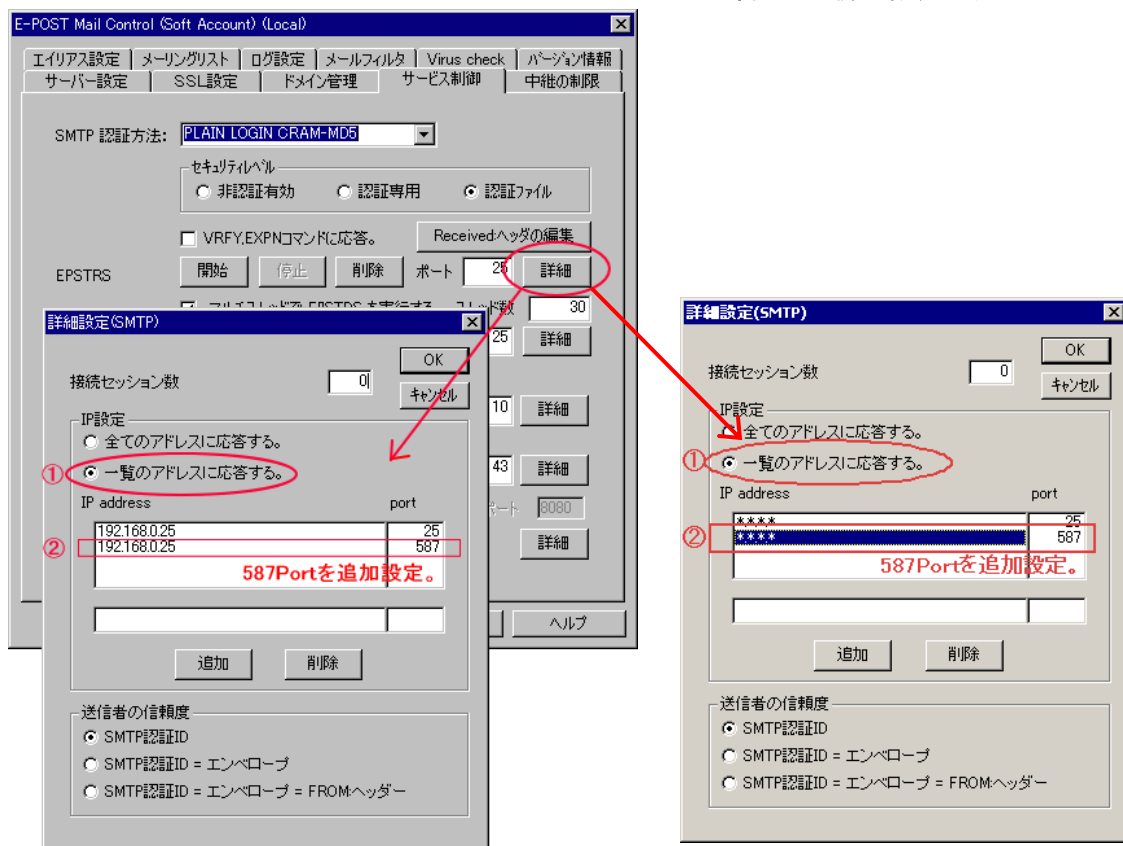 E-POST Mail Control (Soft Account) (Local)
エイリアス設定 メーリングリスト ログ設定 メールフィルタ Virus check バージョン情報
サーバー設定 SSL設定 ドメイン管理 サービス制御 中継の制限
SMTP 認証方法: PLAIN LOGIN CRAM-MD5
セキュリティレベル
非認証有効 認証専用 認証ファイル
VRFY,EXPNコマンドに応答。 Received:ヘッダの編集
EPSTRS 開始 停止 削除 ポート 25 詳細
30
25 詳細
10 詳細
43 詳細
8080
詳細
ヘルプ
詳細設定(SMTP)
OK
接続セッション数 0
キャンセル
IP設定
全てのアドレスに応答する。
① 一覧のアドレスに応答する。
IP address port
192.168.0.25 25
② 192.168.0.25 587
587Portを追加設定。
追加 削除
送信者の信頼度
SMTP認証ID
SMTP認証ID = エンベロープ
SMTP認証ID = エンベロープ = FROM:ヘッダー
詳細設定(SMTP)
OK
接続セッション数 0
キャンセル
IP設定
全てのアドレスに応答する。
① 一覧のアドレスに応答する。
IP address port
*.*.*.* 25
② *.*.*.* 587
587Portを追加設定。
追加 削除
送信者の信頼度
SMTP認証ID
SMTP認証ID = エンベロープ
SMTP認証ID = エンベロープ = FROM:ヘッダー